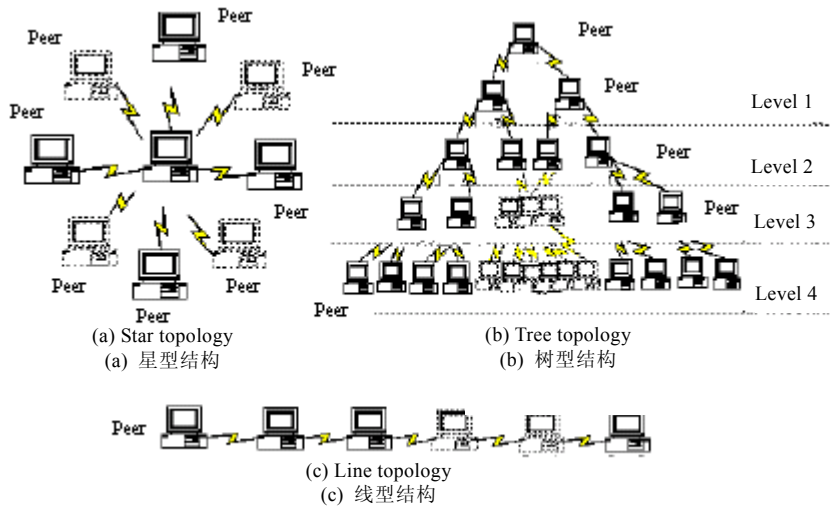 Peer
Peer
Peer
Peer
Peer
Peer
Peer
Peer
(a) Star topology
(a) 星型结构
Peer
Peer
Level 1
Peer
Level 2
Peer
Level 3
Peer
Level 4
(b) Tree topology
(b) 树型结构
Peer
(c) Line topology
(c) 线型结构